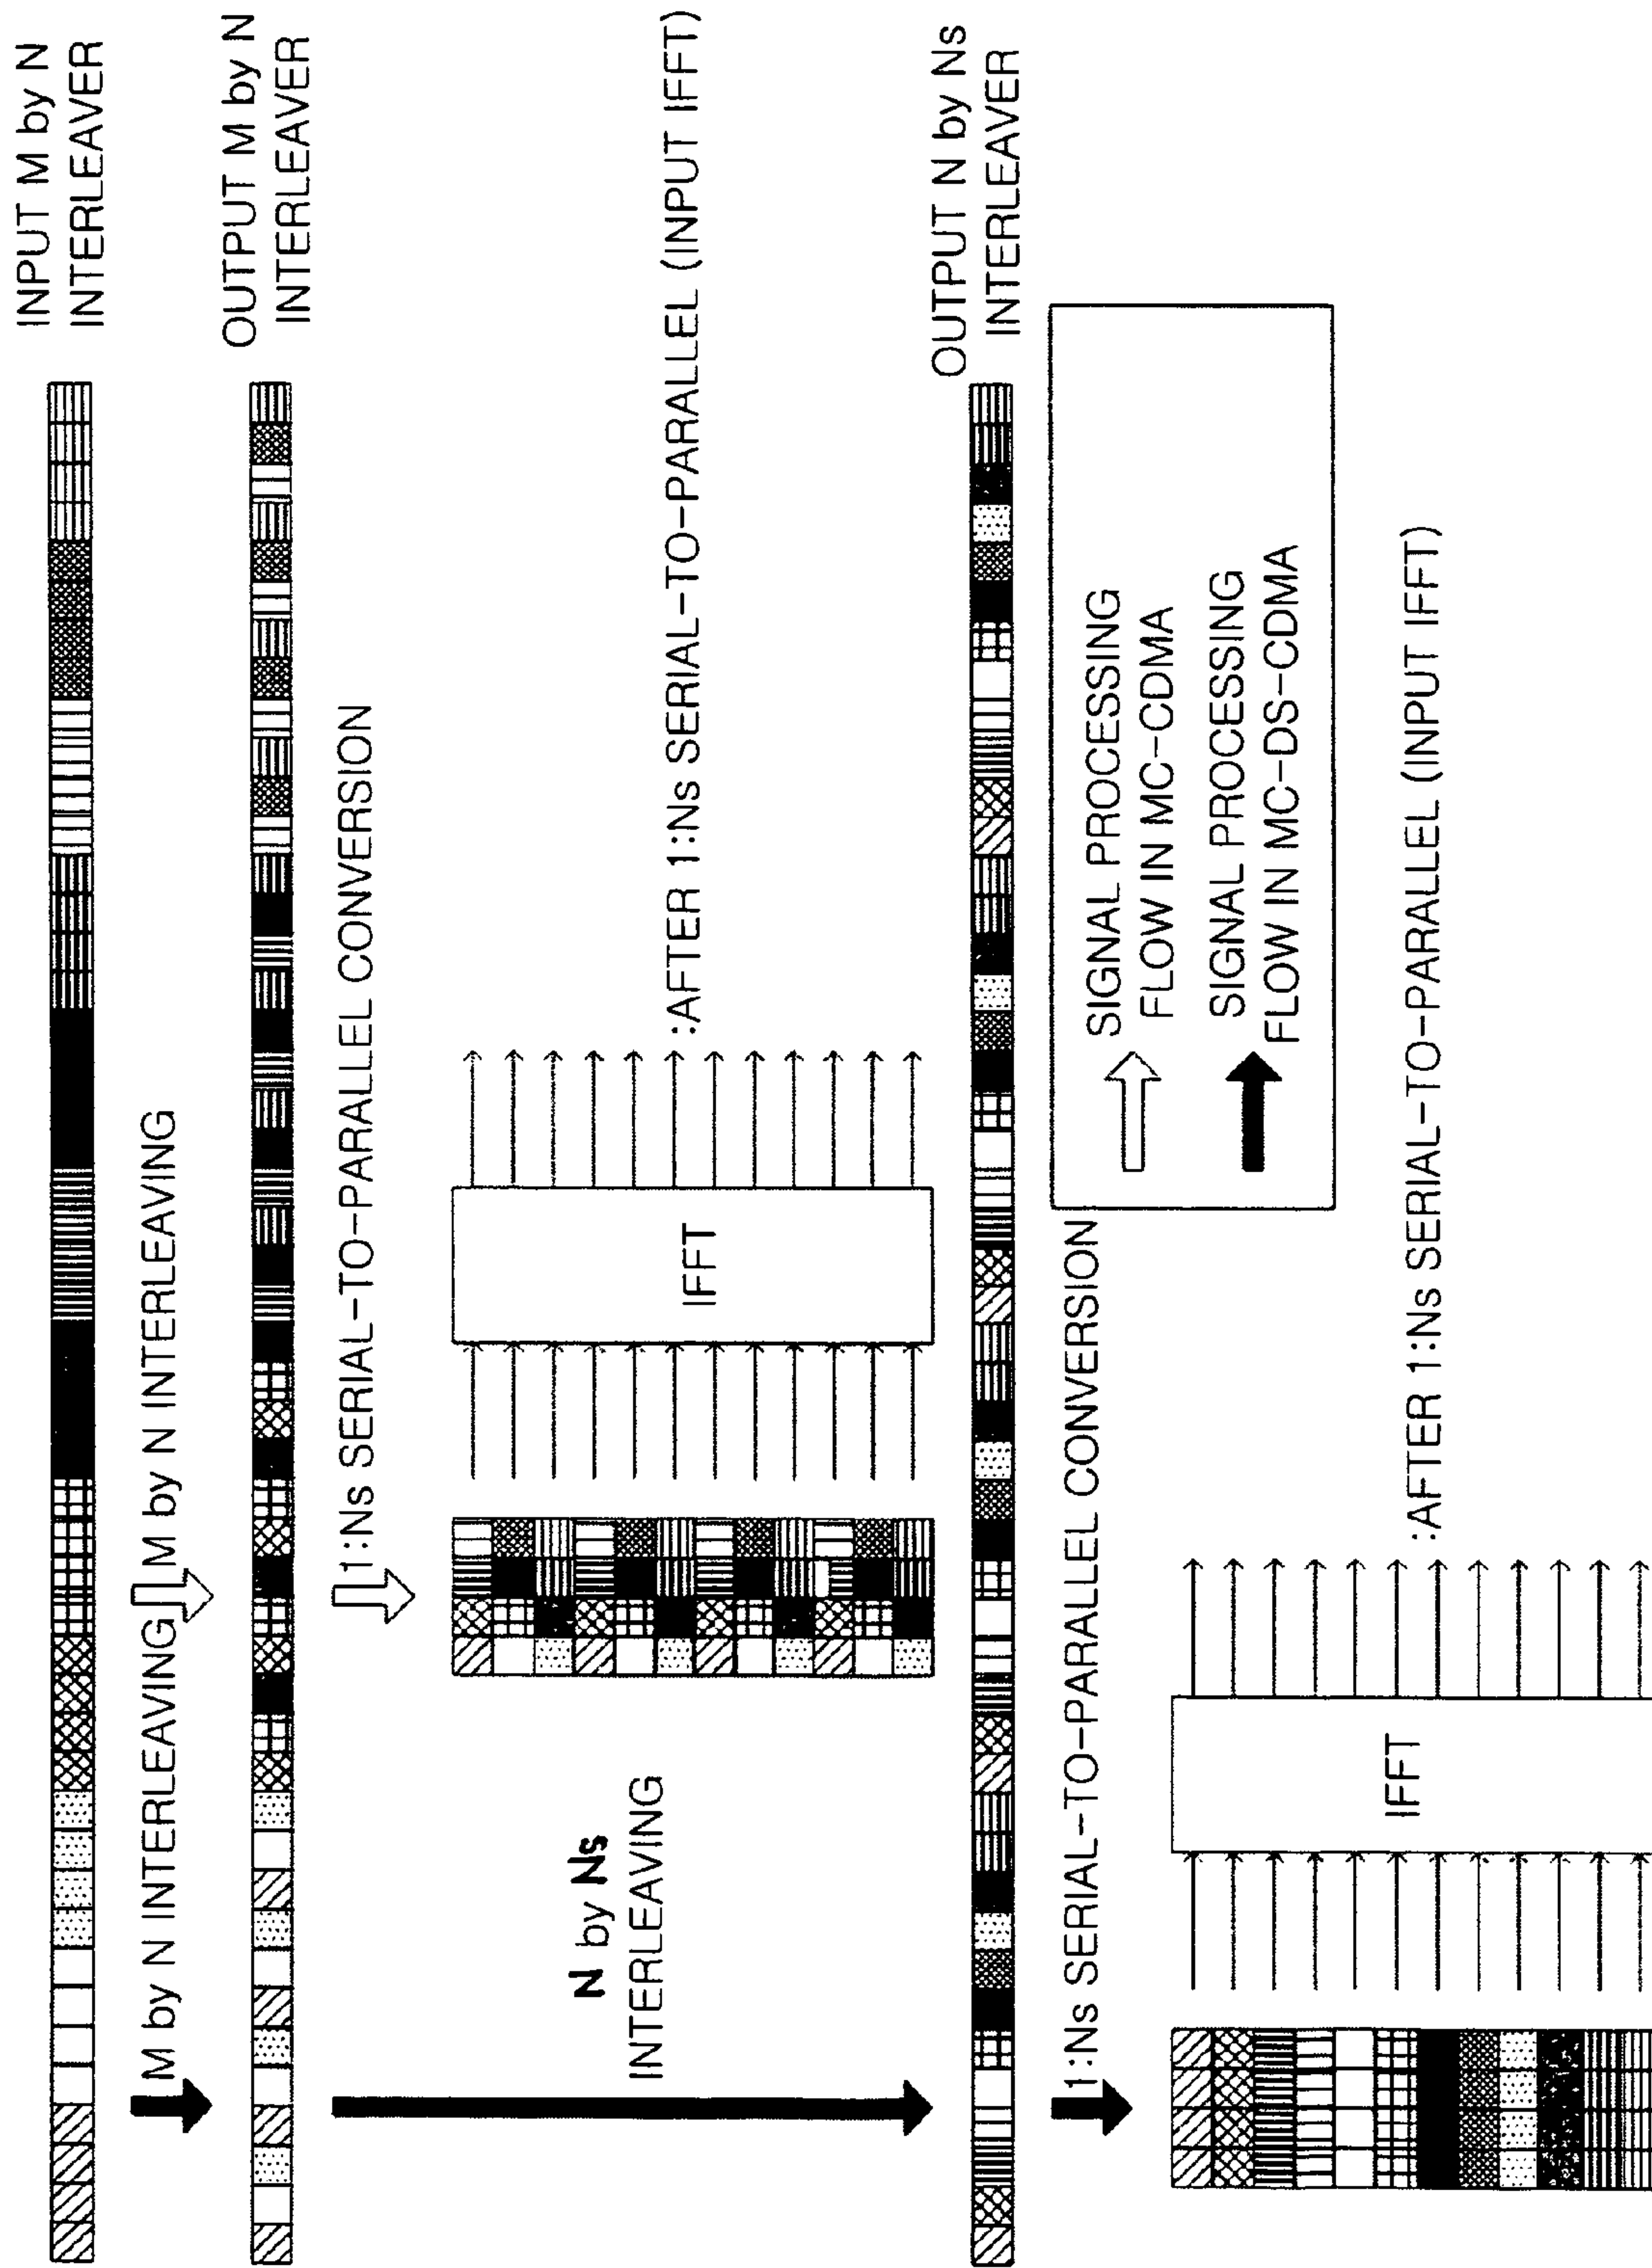 INPUT M by N
INTERLEAVER
M by N INTERLEAVING
M by N INTERLEAVING
OUTPUT M by N
INTERLEAVER
1:Ns SERIAL-TO-PARALLEL CONVERSION
IFFT
:AFTER 1:Ns SERIAL-TO-PARALLEL (INPUT IFFT)
N by Ns
INTERLEAVING
OUTPUT N by Ns
INTERLEAVER
1:Ns SERIAL-TO-PARALLEL CONVERSION
SIGNAL PROCESSING
FLOW IN MC-CDMA
SIGNAL PROCESSING
FLOW IN MC-DS-CDMA
IFFT
:AFTER 1:Ns SERIAL-TO-PARALLEL (INPUT IFFT)